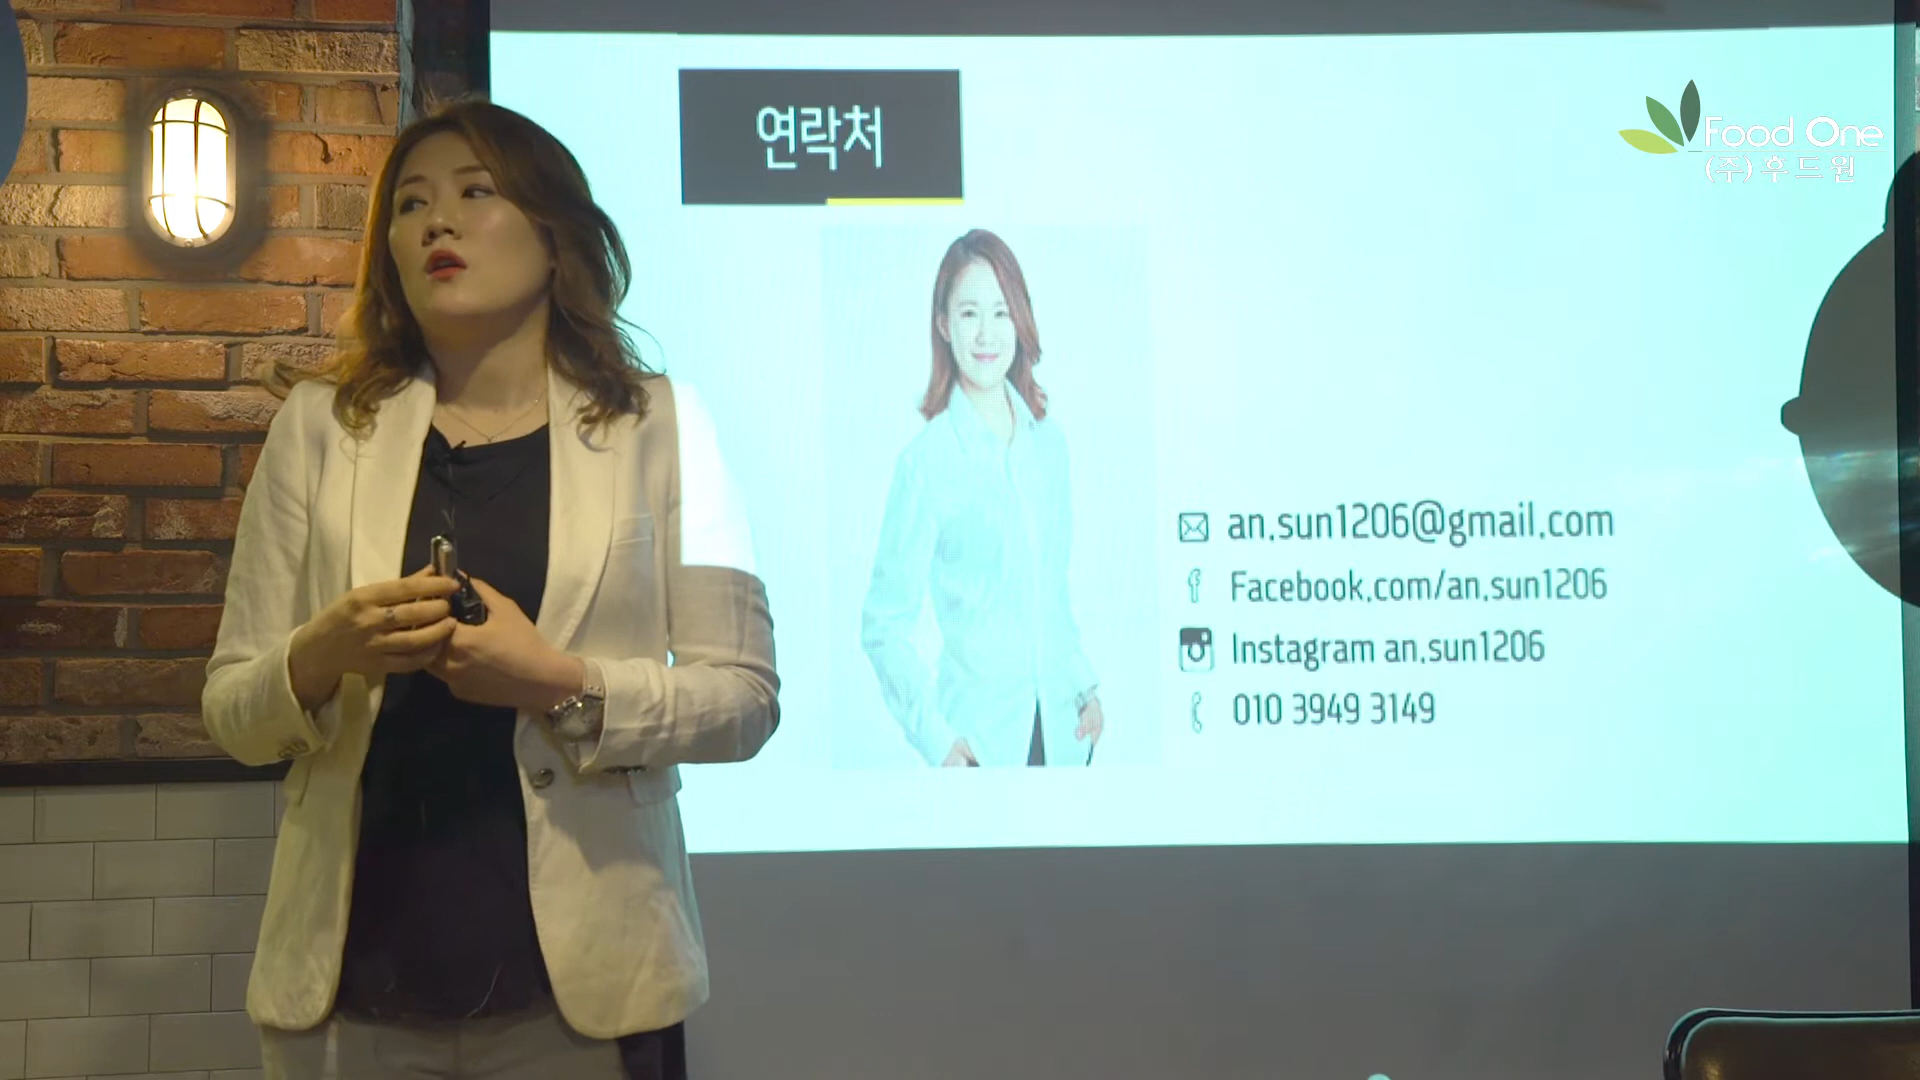 연락처
Food One
(주)후드원
an.sun1206@gmail.com
Facebook.com/an.sun1206
Instagram an.sun1206
010 3949 3149